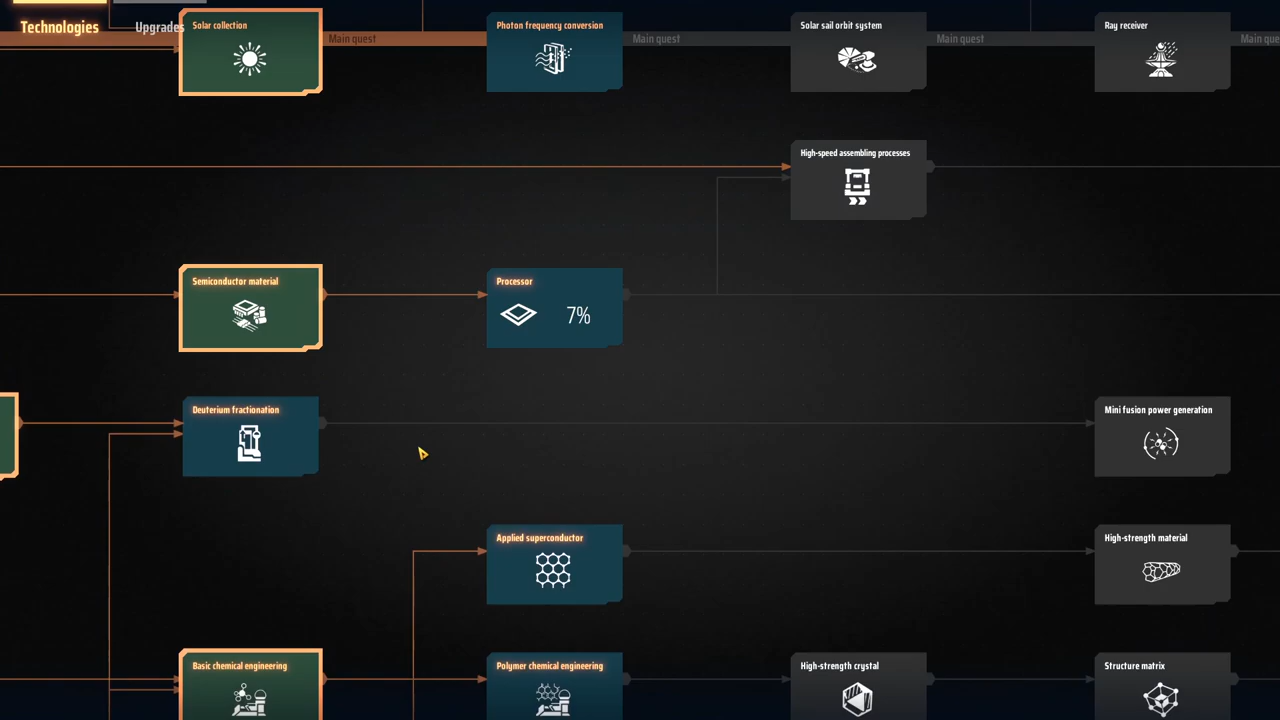 Technologies
Upgrades
Solar collection
Main quest
Photon frequency conversion
Main quest
Solar sail orbit system
Main quest
Ray receiver
Main que
High-speed assembling processes
Semiconductor material
Processor
7%
Deuterium fractionation
Mini fusion power generation
Applied superconductor
High-strength material
Basic chemical engineering
Polymer chemical engineering
High-strength crystal
Structure matrix